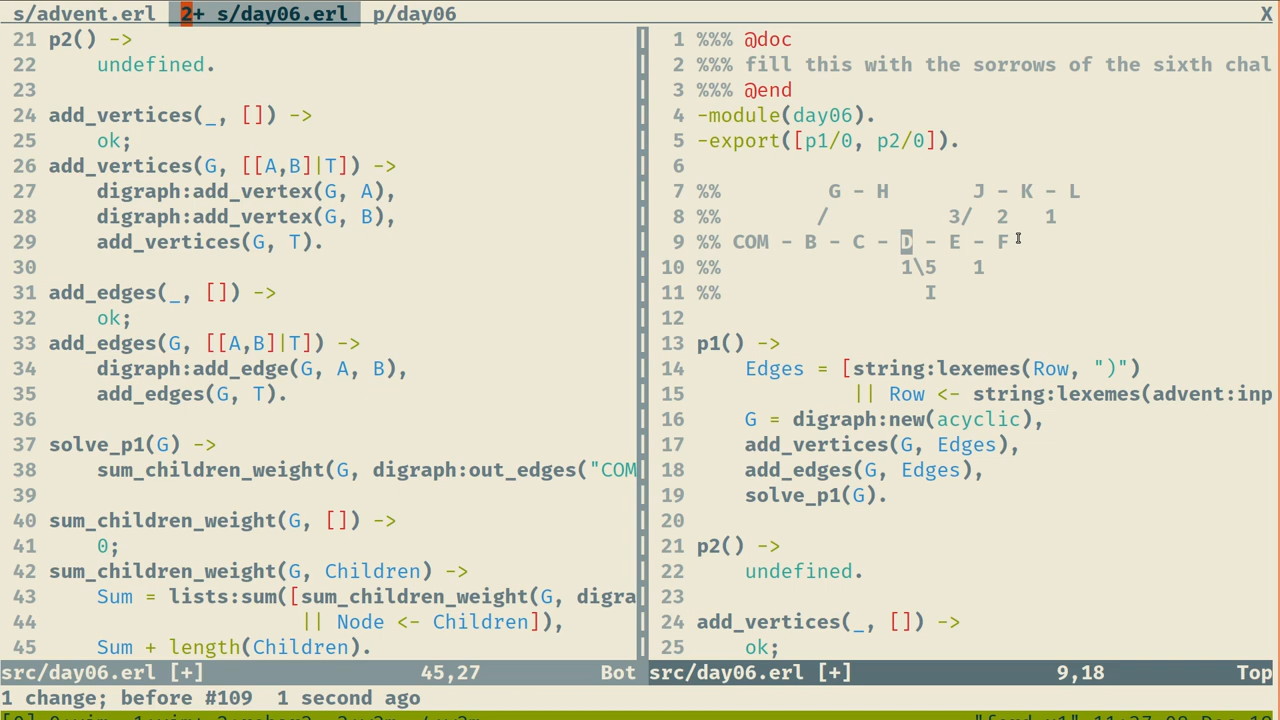 s/advent.erl 2+ s/day06.erl p/day06 X
21 p2() ->
22 undefined.
23
24 add_vertices(_, []) ->
25 ok;
26 add_vertices(G, [[A,B]|T]) ->
27 digraph:add_vertex(G, A),
28 digraph:add_vertex(G, B),
29 add_vertices(G, T).
30
31 add_edges(_, []) ->
32 ok;
33 add_edges(G, [[A,B]|T]) ->
34 digraph:add_edge(G, A, B),
35 add_edges(G, T).
36
37 solve_p1(G) ->
38 sum_children_weight(G, digraph:out_edges("COM
39
40 sum_children_weight(G, []) ->
41 0;
42 sum_children_weight(G, Children) ->
43 Sum = lists:sum([sum_children_weight(G, digra
44 || Node <- Children]),
45 Sum + length(Children).
src/day06.erl [+] 45,27 Bot
1 %%% @doc
2 %%% fill this with the sorrows of the sixth chal
3 %%% @end
4 -module(day06).
5 -export([p1/0, p2/0]).
6
7 %% G - H J - K - L
8 %% / 3/ 2 1
9 %% COM - B - C - D - E - F
10 %% 1\5 1
11 %% I
12
13 p1() ->
14 Edges = [string:lexemes(Row, ")")
15 || Row <- string:lexemes(advent:inp
16 G = digraph:new(acyclic),
17 add_vertices(G, Edges),
18 add_edges(G, Edges),
19 solve_p1(G).
20
21 p2() ->
22 undefined.
23
24 add_vertices(_, []) ->
25 ok;
src/day06.erl [+] 9,18 Top
1 change; before #109 1 second ago